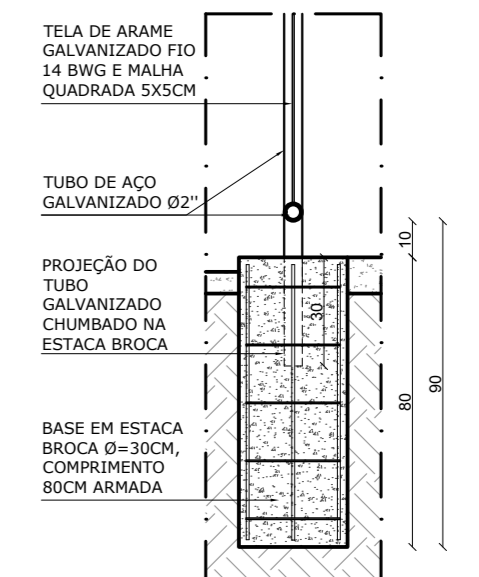 TELA DE ARAME
GALVANIZADO FIO
14 BWG E MALHA
QUADRADA 5X5CM
TUBO DE AÇO
GALVANIZADO Ø2"
PROJEÇÃO DO
TUBO
GALVANIZADO
CHUMBADO NA
ESTACA BROCA
BASE EM ESTACA
BROCA Ø=30CM,
COMPRIMENTO
80CM ARMADA
30
10
80
90